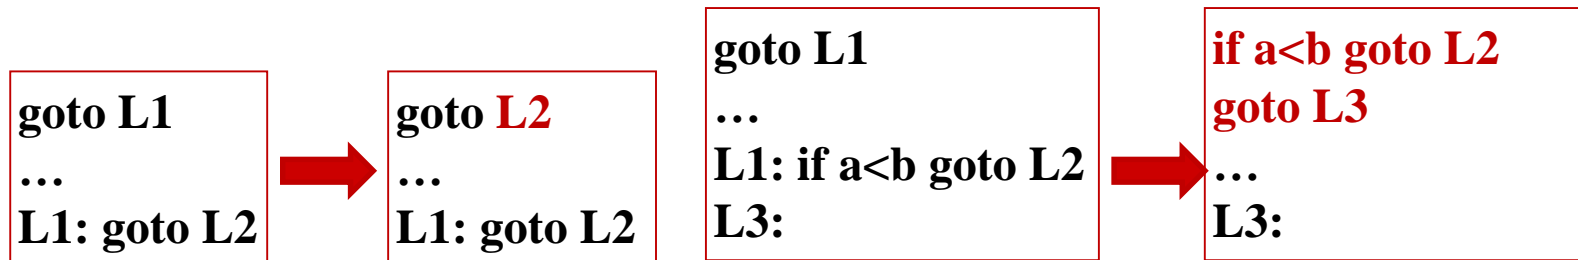 goto L1
…
L1: goto L2
goto L2
…
L1: goto L2
goto L1
…
L1: if a<b goto L2
L3:
if a<b goto L2
goto L3
…
L3: